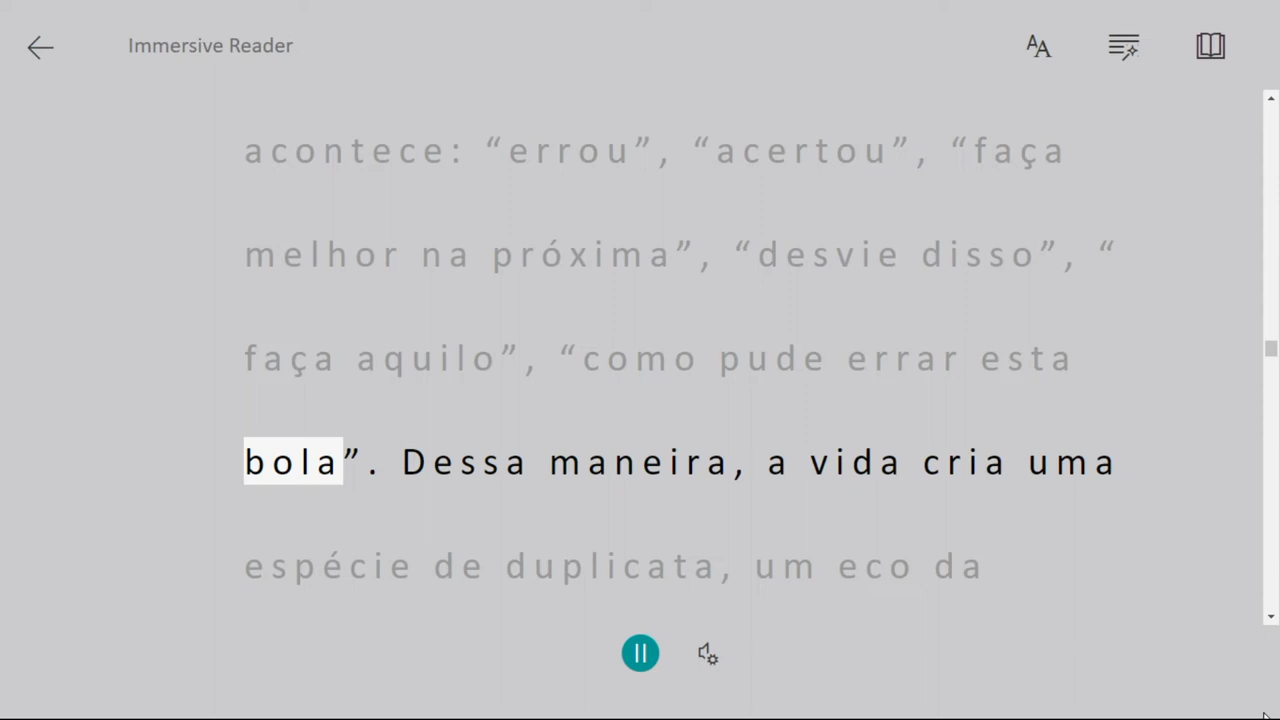 Immersive Reader
acontece: “errou”, “acertou”, “faça
melhor na próxima”, “desvie disso”, “
faça aquilo”, “como pude errar esta
bola”. Dessa maneira, a vida cria uma
espécie de duplicata, um eco da